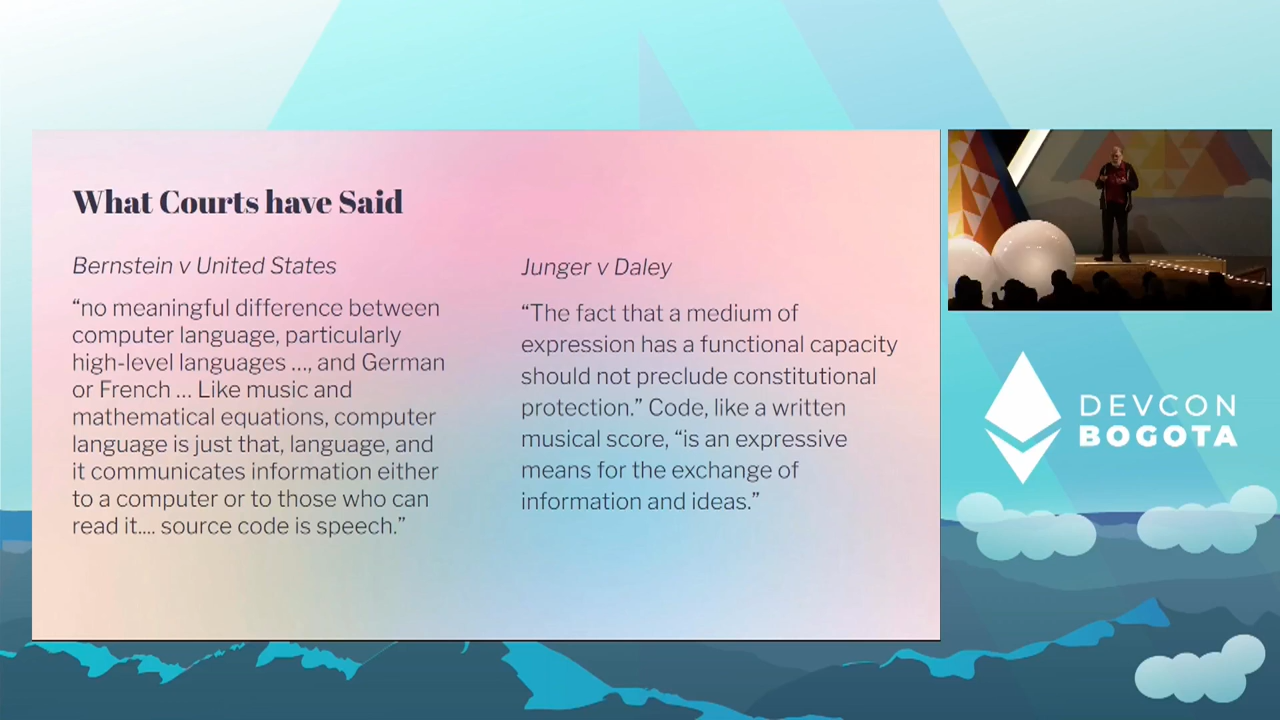 What Courts have Said
Bernstein v United States
“no meaningful difference between
computer language, particularly
high-level languages ..., and German
or French ... Like music and
mathematical equations, computer
language is just that, language, and
it communicates information either
to a computer or to those who can
read it.... source code is speech.”
Junger v Daley
“The fact that a medium of
expression has a functional capacity
should not preclude constitutional
protection.” Code, like a written
musical score, “is an expressive
means for the exchange of
information and ideas.”
DEVCON
BOGOTA